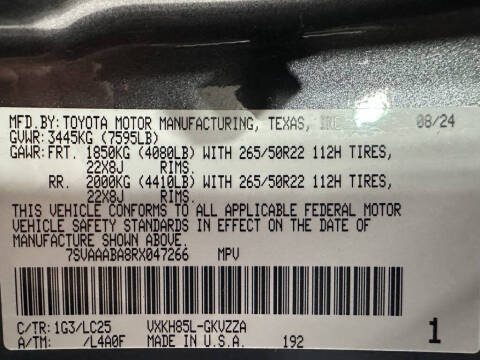 MFD.BY:TOYOTA MOTOR MANUFACTURING, TEXAS, INC. 08/24
GVWR:3445KG (7595LB)
GAWR:FRT. 1850KG (4080LB) WITH 265/50R22 112H TIRES,
22X8J RIMS.
RR. 2000KG (4410LB) WITH 265/50R22 112H TIRES,
22X8J RIMS.
THIS VEHICLE CONFORMS TO ALL APPLICABLE FEDERAL MOTOR
VEHICLE SAFETY STANDARDS IN EFFECT ON THE DATE OF
MANUFACTURE SHOWN ABOVE.
7SVAAABA8RX047266 MPV
C/TR:1G3/LC25 VXKH85L-GKVZZA
A/TM: /L4A0F 192 1